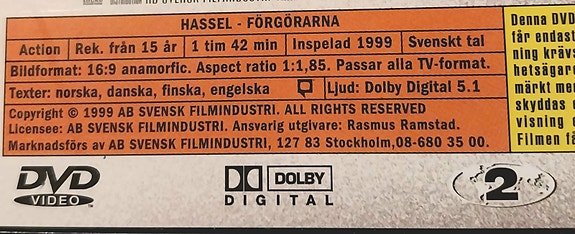 HASSEL - FÖRGÖRARNA
Action Rek. från 15 år 1 tim 42 min Inspelad 1999 Svenskt tal
Bildformat: 16:9 anamorfic. Aspect ratio 1:1,85. Passar alla TV-format.
Texter: norska, danska, finska, engelska Ljud: Dolby Digital 5.1
Copyright © 1999 AB SVENSK FILMINDUSTRI. ALL RIGHTS RESERVED
Licensee: AB SVENSK FILMINDUSTRI. Ansvarig utgivare: Rasmus Ramstad.
Marknadsförs av AB SVENSK FILMINDUSTRI, 127 83 Stockholm,08-680 35 00.
Denna DVD
får endast
ning krävs
hetsägaren
märkt med
skyddas
visning
Filmen få
DVD
VIDEO
DOLBY
DIGITAL
2